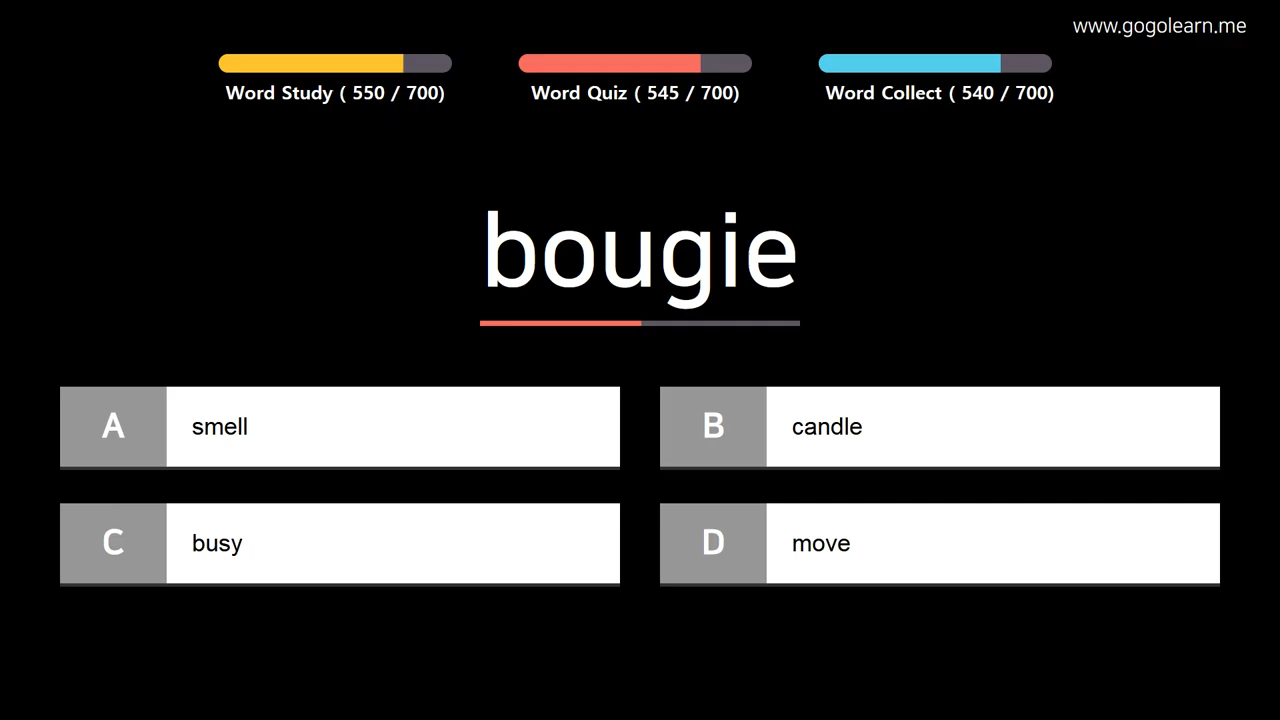 www.gogolearn.me
Word Study ( 550 / 700)
Word Quiz ( 545 / 700)
Word Collect ( 540 / 700)
bougie
A smell
B candle
C busy
D move